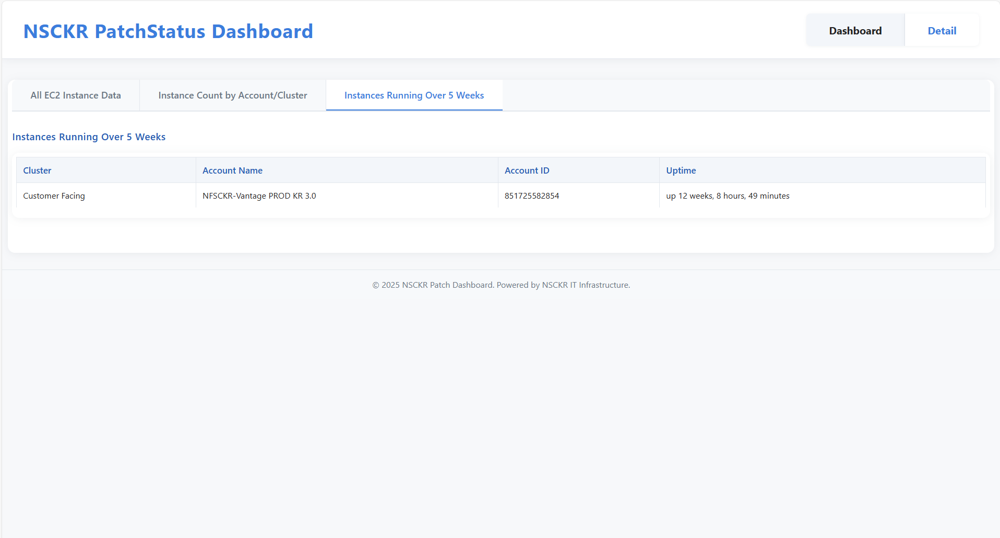 NSCKR PatchStatus Dashboard
Dashboard
Detail
All EC2 Instance Data
Instance Count by Account/Cluster
Instances Running Over 5 Weeks
Instances Running Over 5 Weeks
Cluster Account Name Account ID Uptime
Customer Facing NFSCKR-Vantage PROD KR 3.0 851725582854 up 12 weeks, 8 hours, 49 minutes
© 2025 NSCKR Patch Dashboard. Powered by NSCKR IT Infrastructure.